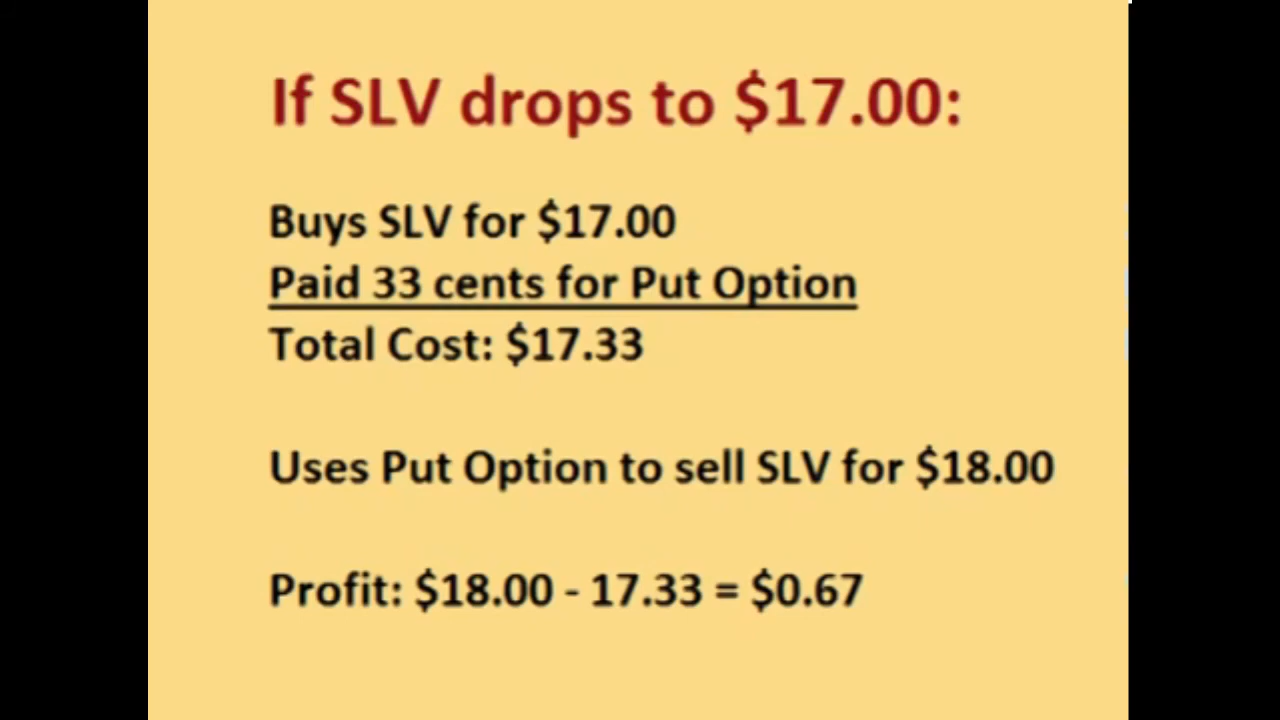 If SLV drops to $17.00:
Buys SLV for $17.00
Paid 33 cents for Put Option
Total Cost: $17.33
Uses Put Option to sell SLV for $18.00
Profit: $18.00 - 17.33 = $0.67